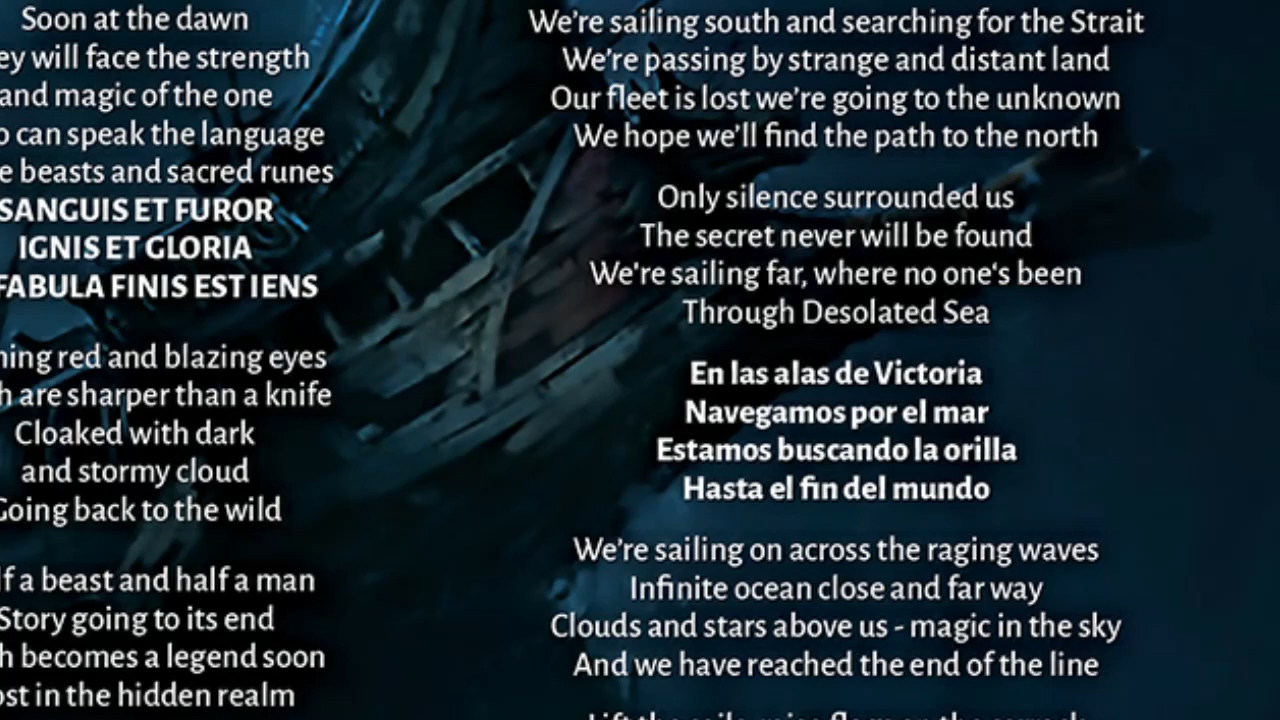 Soon at the dawn
will face the strength
and magic of the one
can speak the language
beasts and sacred runes
SANGUIS ET FUROR
IGNIS ET GLORIA
FABULA FINIS EST IENS
red and blazing eyes
are sharper than a knife
Cloaked with dark
and stormy cloud
Going back to the wild
a beast and half a man
Story going to its end
becomes a legend soon
in the hidden realm
We're sailing south and searching for the Strait
We're passing by strange and distant land
Our fleet is lost we're going to the unknown
We hope we'll find the path to the north
Only silence surrounded us
The secret never will be found
We're sailing far, where no one‘s been
Through Desolated Sea
En las alas de Victoria
Navegamos por el mar
Estamos buscando la orilla
Hasta el fin del mundo
We're sailing on across the raging waves
Infinite ocean close and far way
Clouds and stars above us - magic in the sky
And we have reached the end of the line